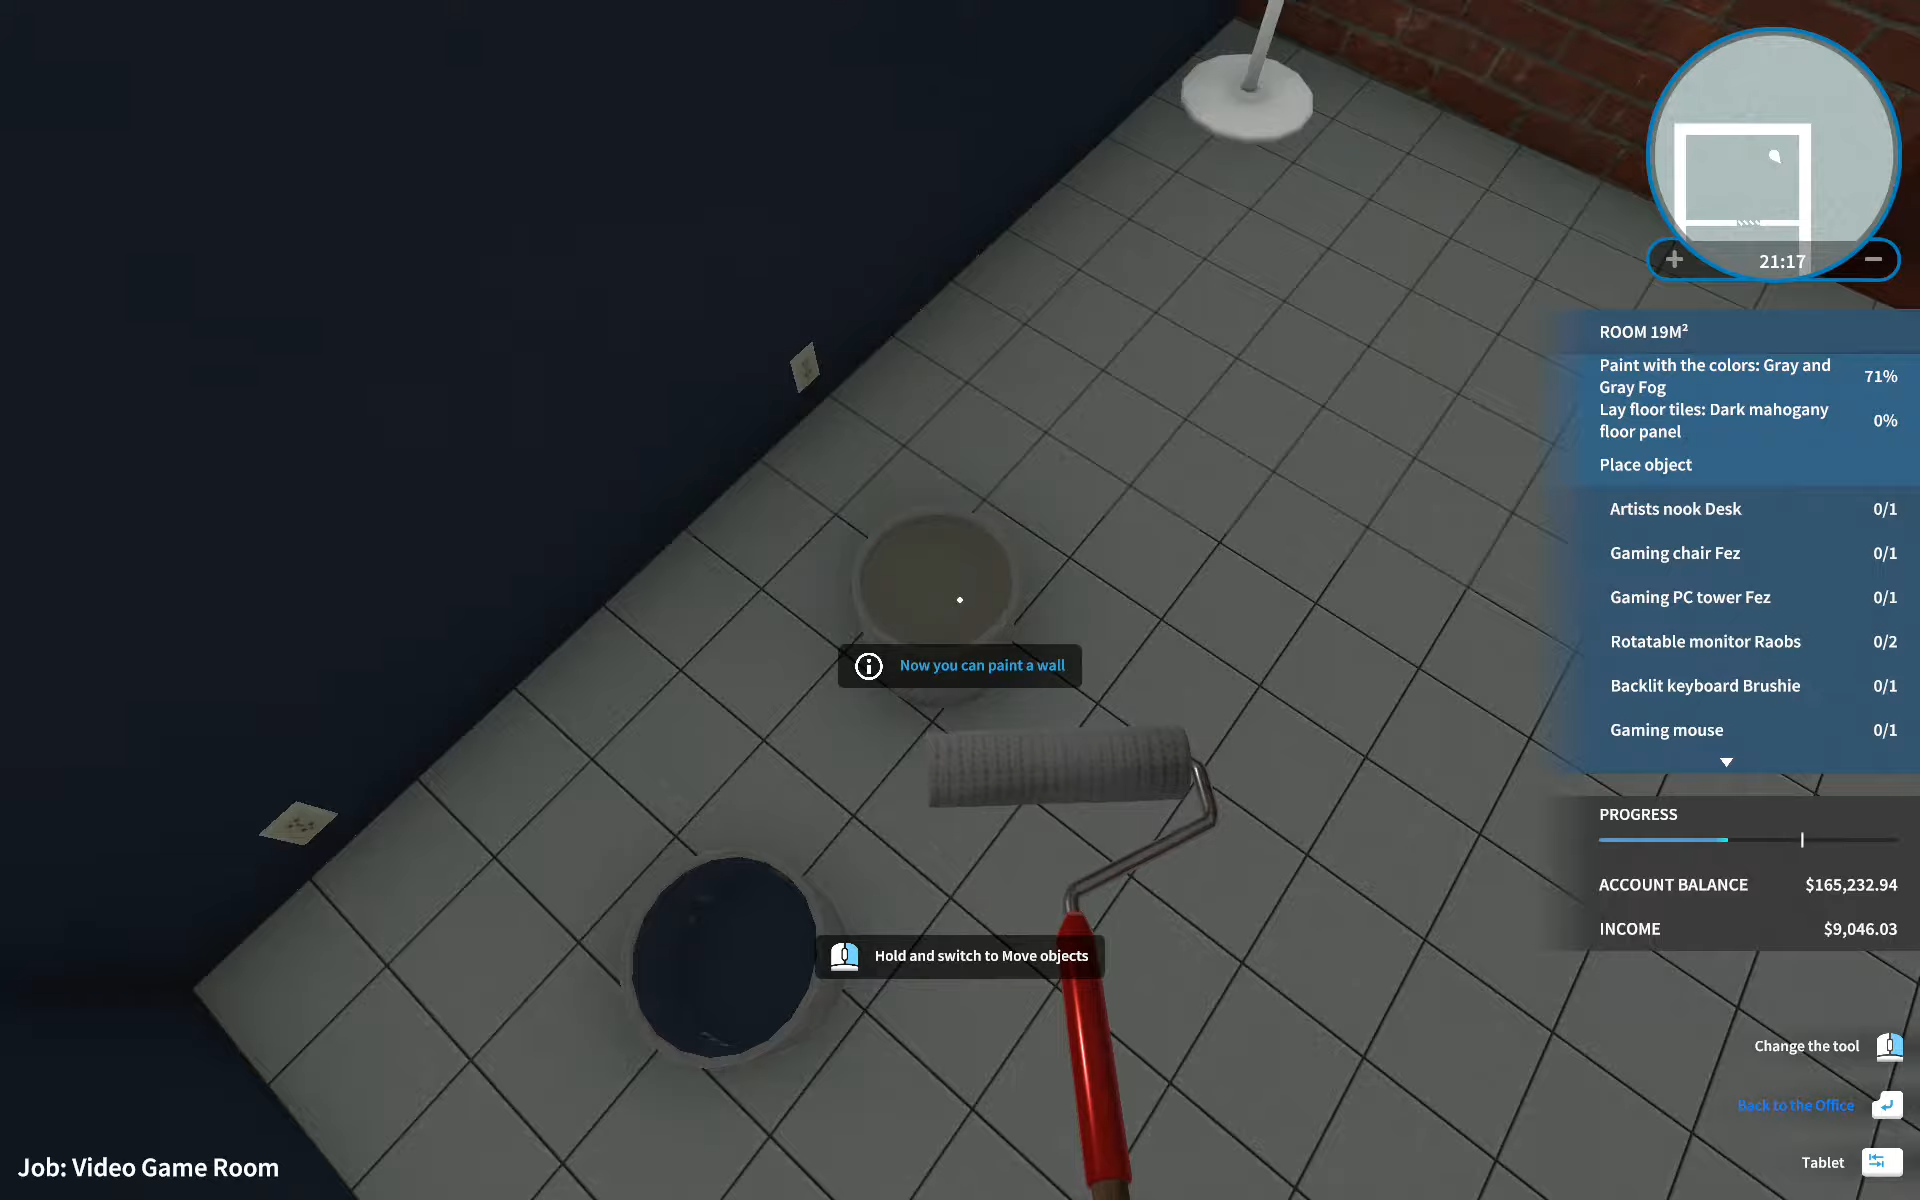 21:17
ROOM 19M²
Paint with the colors: Gray and
Gray Fog
71%
Lay floor tiles: Dark mahogany
floor panel
0%
Place object
Artists nook Desk 0/1
Gaming chair Fez 0/1
Gaming PC tower Fez 0/1
Rotatable monitor Raobs 0/2
Backlit keyboard Brushie 0/1
Gaming mouse 0/1
Now you can paint a wall
PROGRESS
ACCOUNT BALANCE $165,232.94
INCOME $9,046.03
Hold and switch to Move objects
Change the tool
Back to the Office
Tablet
Job: Video Game Room